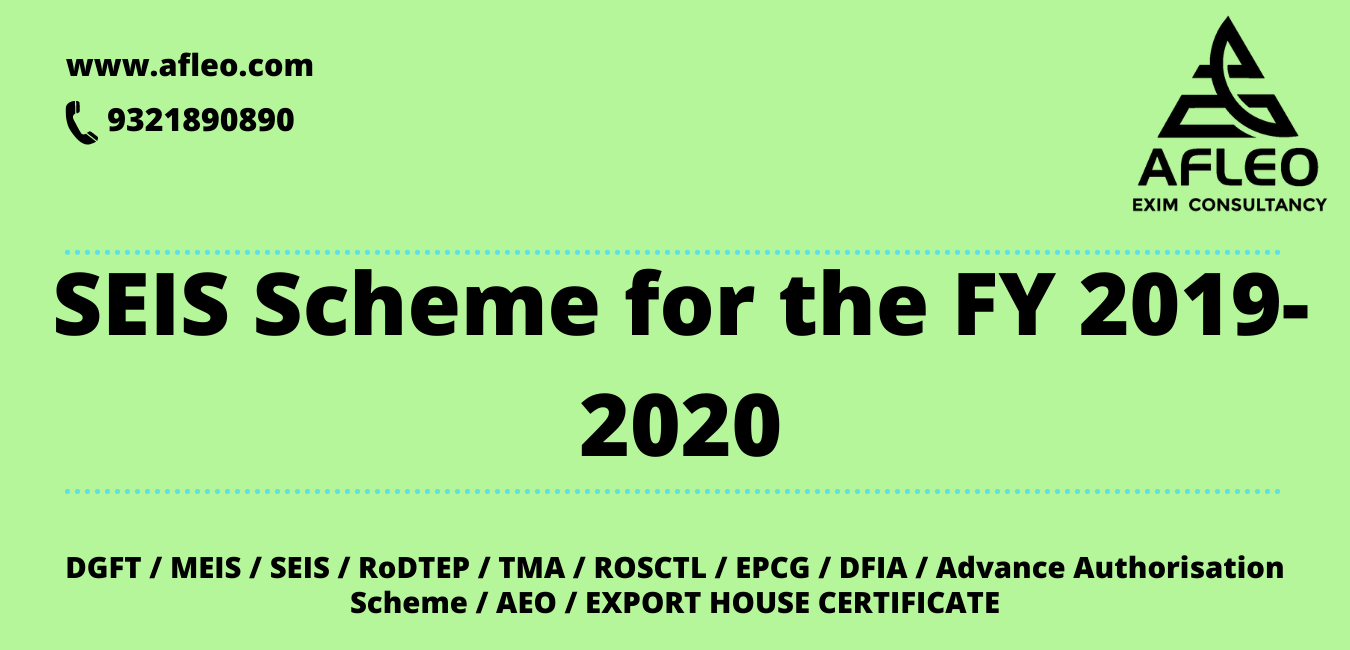 www.afleo.com
9321890890
AFLEO
EXIM CONSULTANCY
SEIS Scheme for the FY 2019-
2020
DGFT / MEIS / SEIS / RoDTEP / TMA / ROSCTL / EPCG / DFIA / Advance Authorisation
Scheme / AEO / EXPORT HOUSE CERTIFICATE